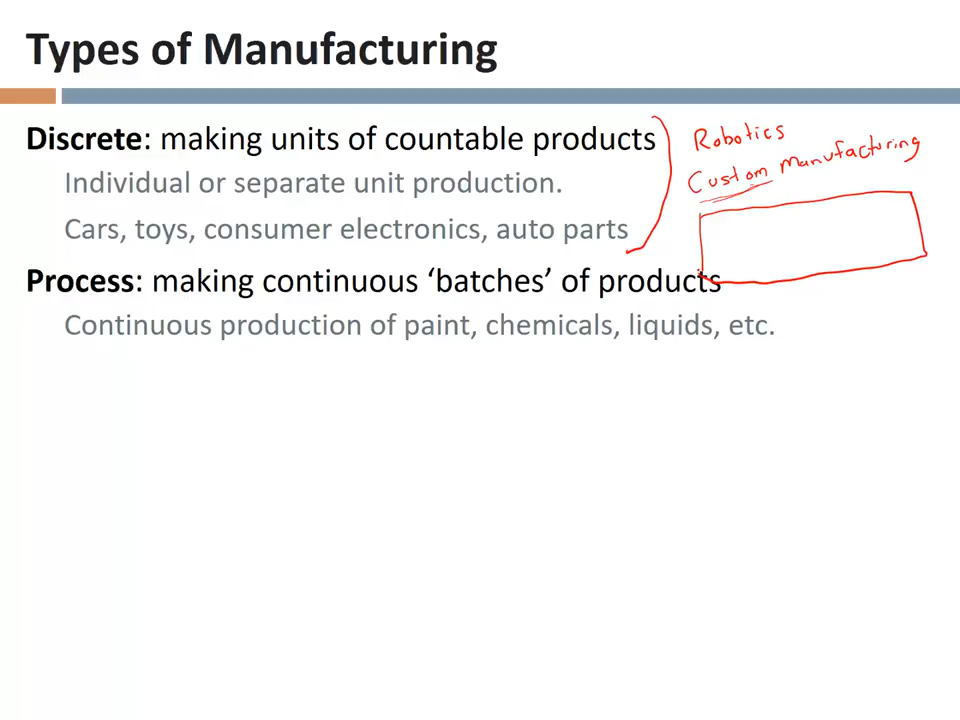 Types of Manufacturing
Discrete: making units of countable products
Individual or separate unit production.
Cars, toys, consumer electronics, auto parts
Robotics
Custom Manufacturing
Process: making continuous ‘batches’ of products
Continuous production of paint, chemicals, liquids, etc.